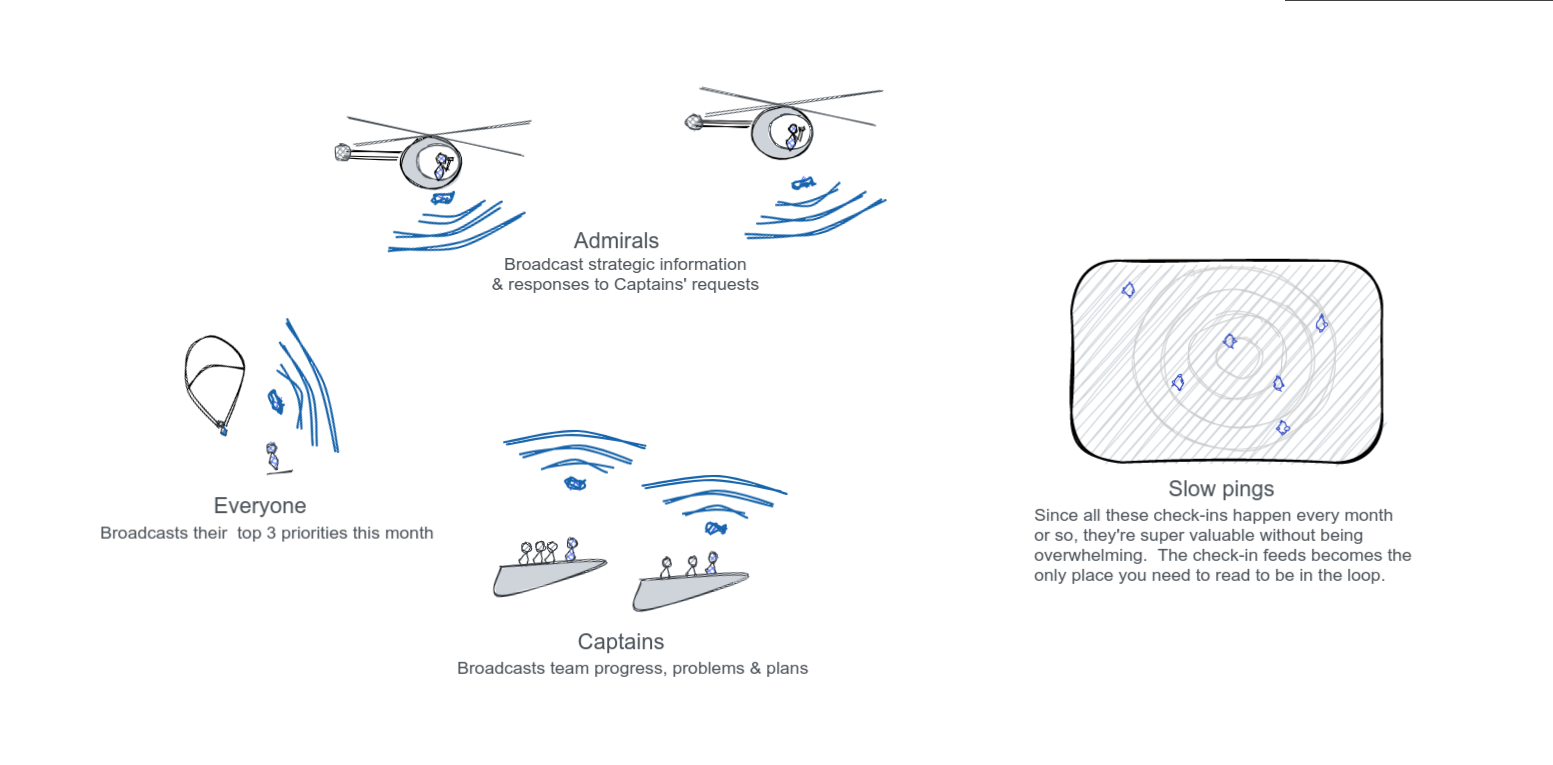 Admirals
Broadcast strategic information
& responses to Captains' requests
Everyone
Broadcasts their  top 3 priorities this month
Captains
Broadcasts team progress, problems & plans
Slow pings
Since all these check-ins happen every month
or so, they're super valuable without being
overwhelming.  The check-in feeds becomes the
only place you need to read to be in the loop.